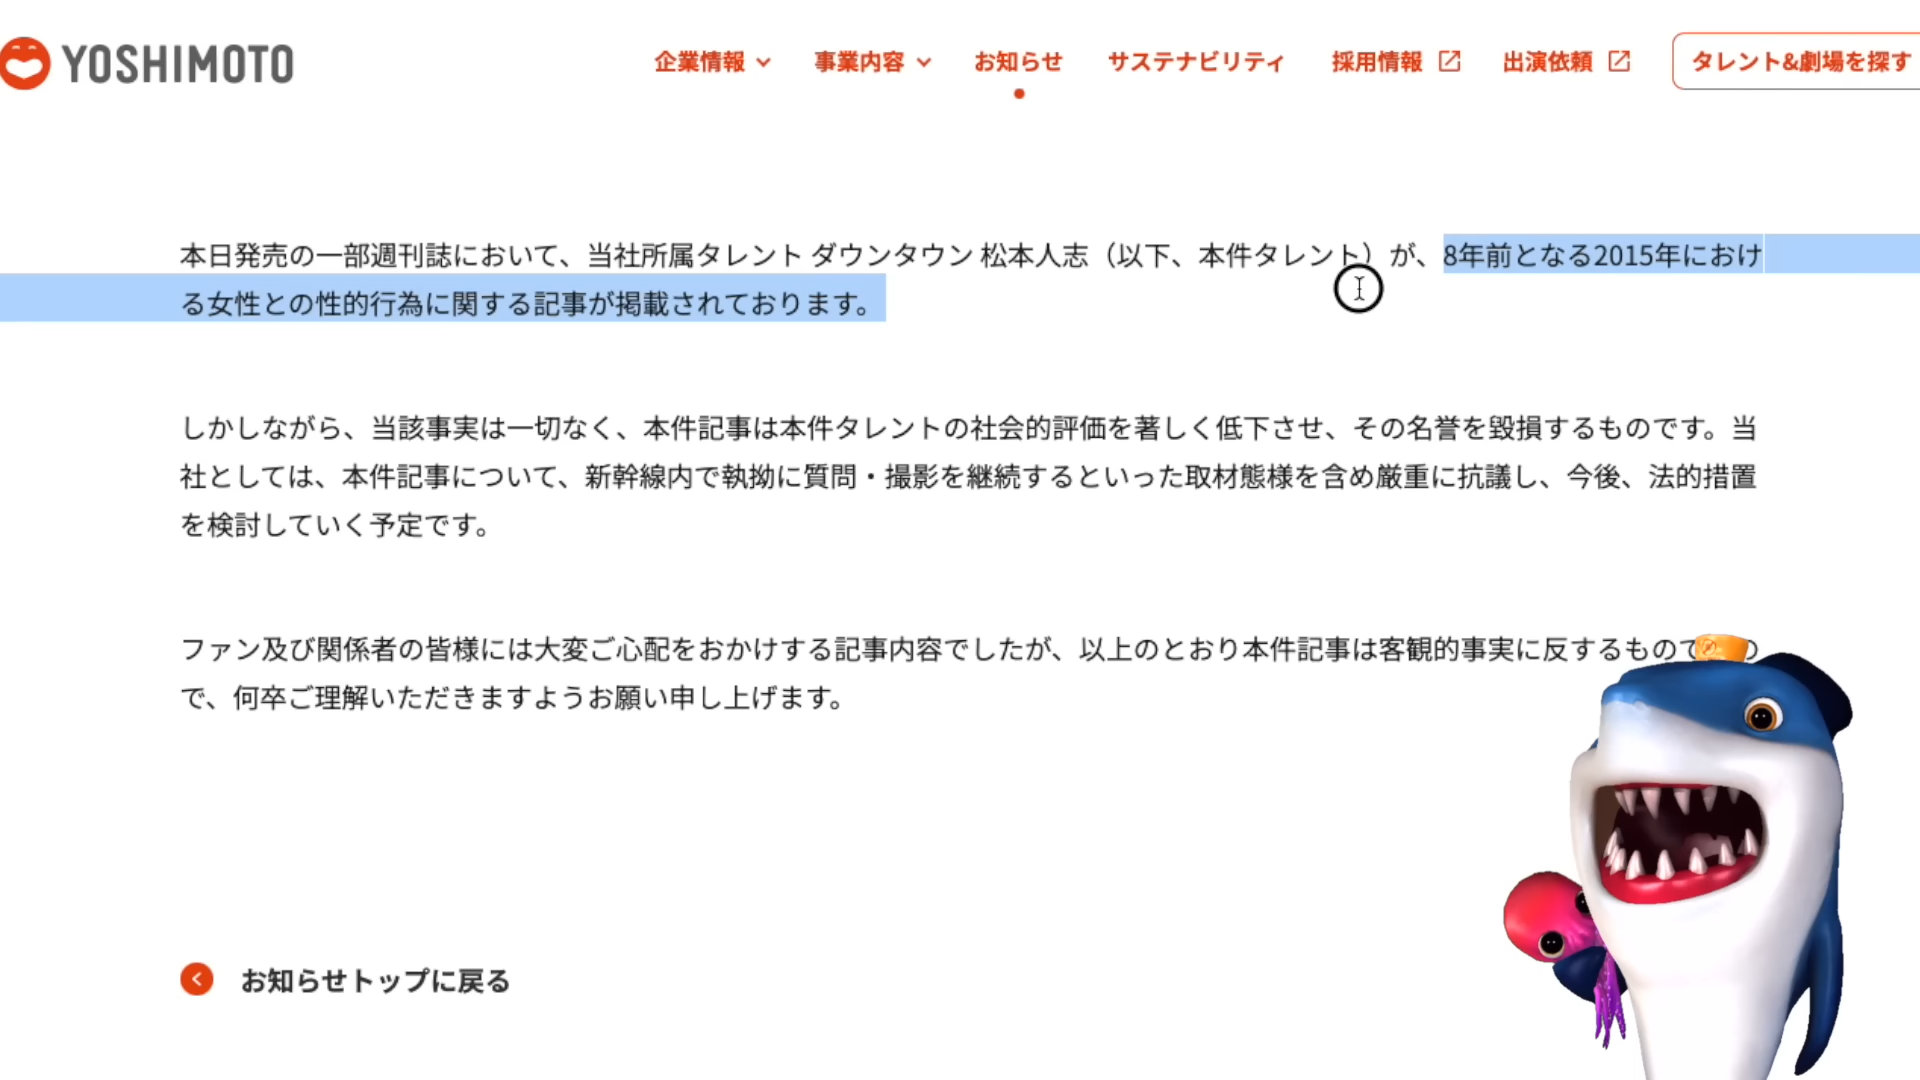 YOSHIMOTO
企業情報 事業内容 お知らせ サステナビリティ 採用情報 出演依頼 タレント&劇場を探す
本日発売の一部週刊誌において、当社所属タレント ダウンタウン 松本人志（以下、本件タレント）が、8年前となる2015年におけ
る女性との性的行為に関する記事が掲載されております。
しかしながら、当該事実は一切なく、本件記事は本件タレントの社会的評価を著しく低下させ、その名誉を毀損するものです。当
社としては、本件記事について、新幹線内で執拗に質問・撮影を継続するといった取材態様を含め厳重に抗議し、今後、法的措置
を検討していく予定です。
ファン及び関係者の皆様には大変ご心配をおかけする記事内容でしたが、以上のとおり本件記事は客観的事実に反するもので
で、何卒ご理解いただきますようお願い申し上げます。
お知らせトップに戻る